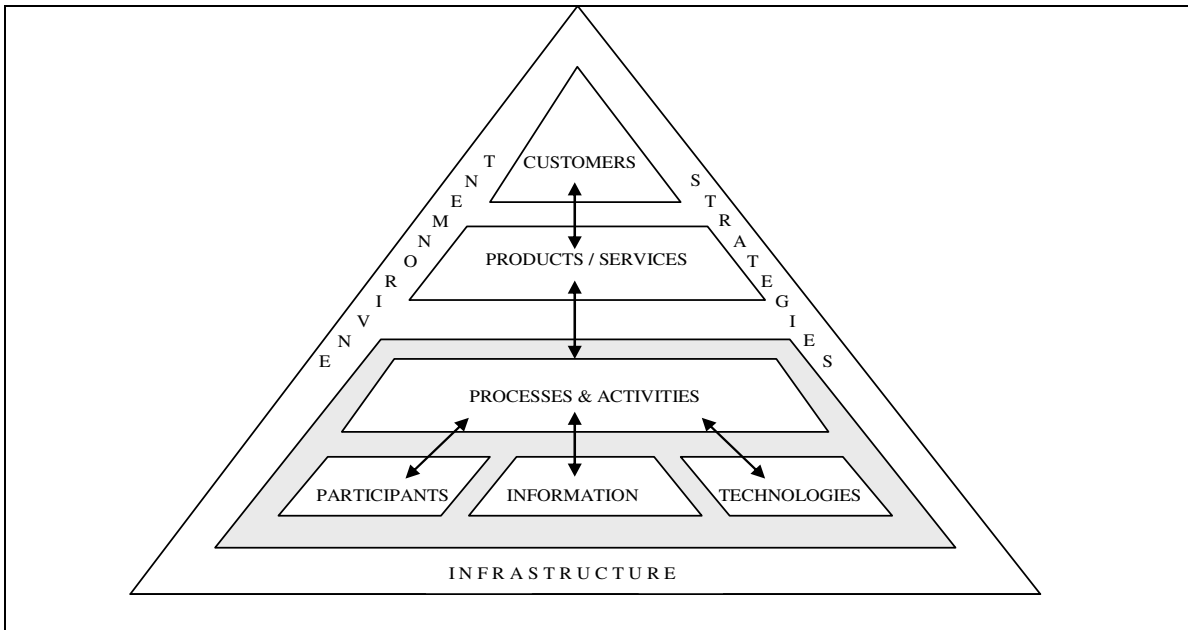 CUSTOMERS
ENVIRONMENT
STRATEGIES
PRODUCTS / SERVICES
PROCESSES & ACTIVITIES
PARTICIPANTS
INFORMATION
TECHNOLOGIES
INFRASTRUCTURE